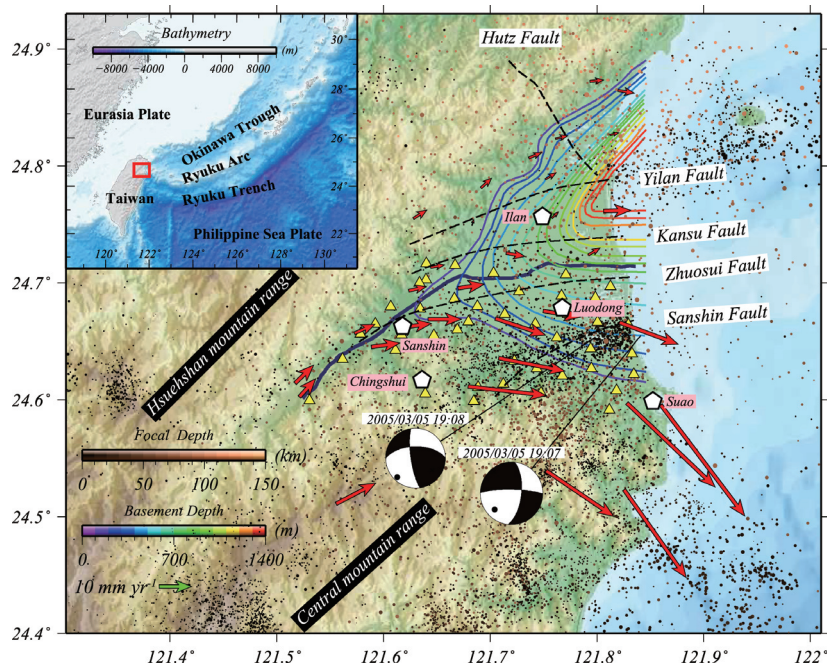 24.9
24.8
24.7
24.6
24.5
24.4
121.4
121.5
121.6
121.7
121.8
121.9
122
Bathymetry
(m)
−8000
−4000
0
4000
8000
30°
28°
26°
24°
22°
120°
122°
124°
126°
128°
130°
Eurasia Plate
Okinawa Trough
Ryuku Arc
Ryuku Trench
Taiwan
Philippine Sea Plate
Hutz Fault
Yilan Fault
Kansu Fault
Zhuosui Fault
Sanshin Fault
Ilan
Luodong
Sanshin
Chingshui
Suao
Hsuehshan mountain range
Central mountain range
2005/03/05 19:08
2005/03/05 19:07
Focal Depth
(km)
0
50
100
150
Basement Depth
(m)
0.
700
1400
10 mm yr⁻¹